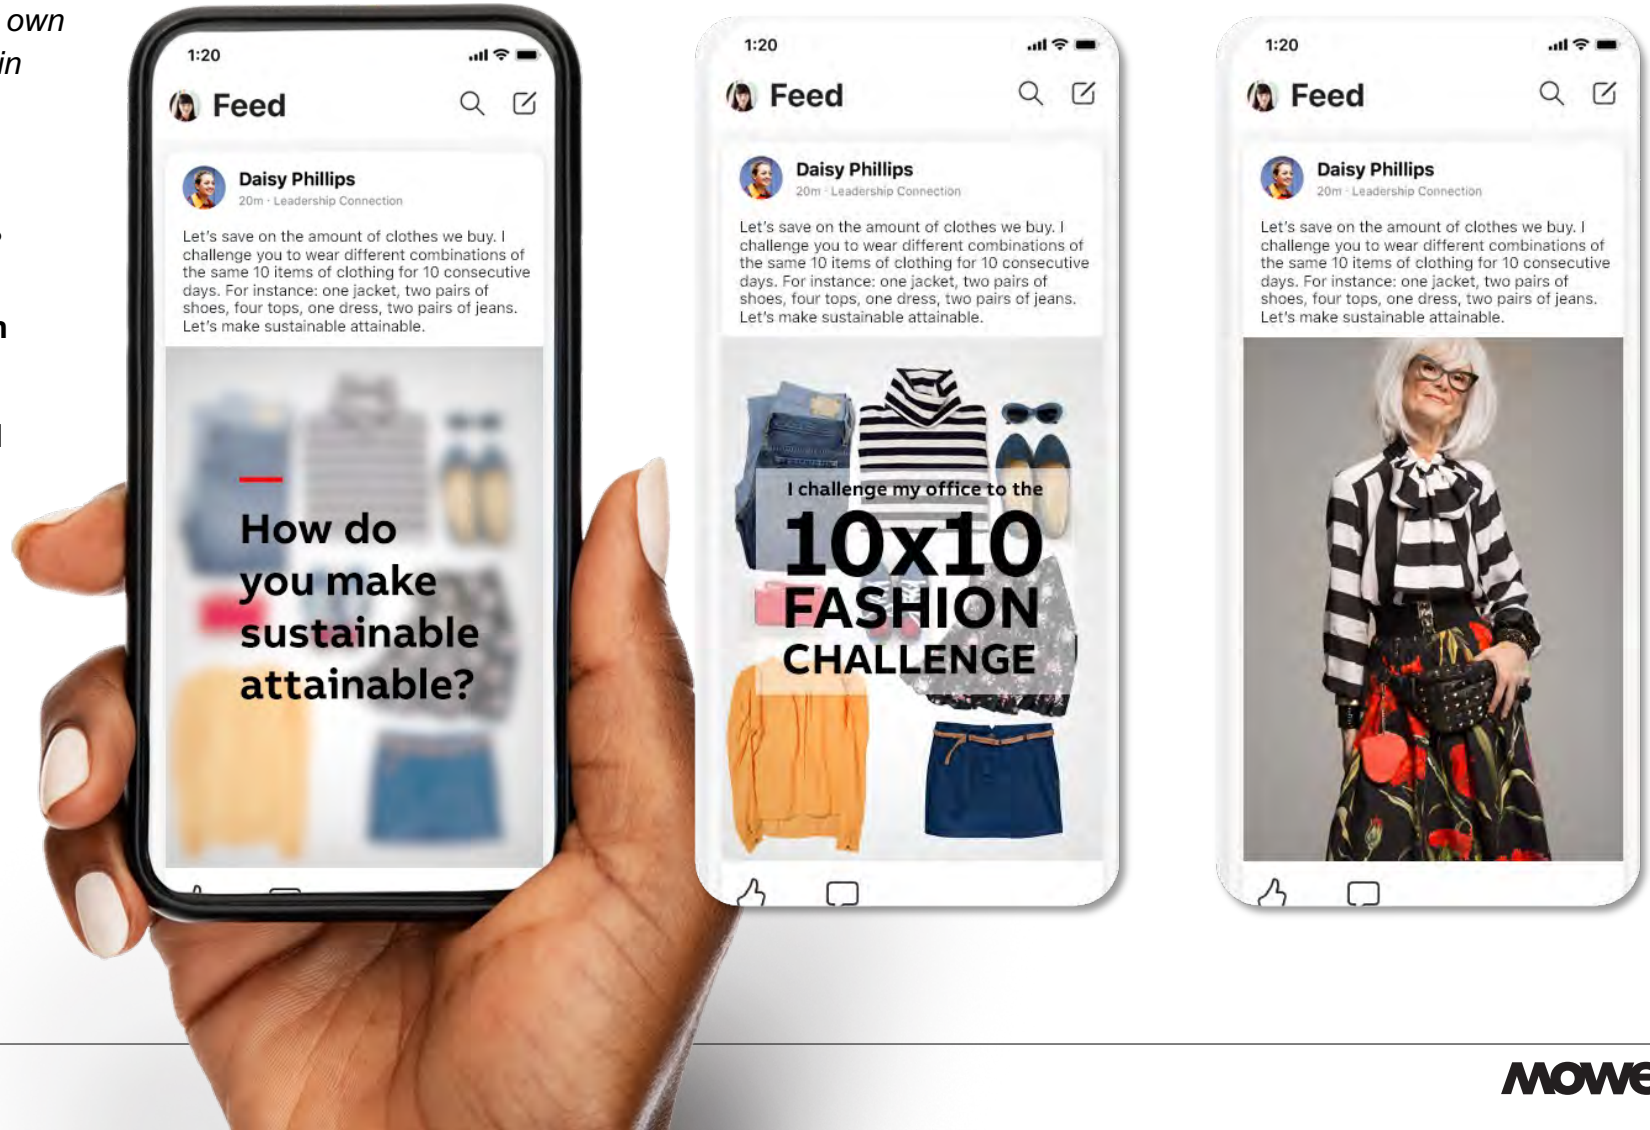 own
in
1:20
Feed
Daisy Phillips
20m · Leadership Connection
Let's save on the amount of clothes we buy. I
challenge you to wear different combinations of
the same 10 items of clothing for 10 consecutive
days. For instance: one jacket, two pairs of
shoes, four tops, one dress, two pairs of jeans.
Let's make sustainable attainable.
How do
you make
sustainable
attainable?
1:20
Feed
Daisy Phillips
20m · Leadership Connection
Let's save on the amount of clothes we buy. I
challenge you to wear different combinations of
the same 10 items of clothing for 10 consecutive
days. For instance: one jacket, two pairs of
shoes, four tops, one dress, two pairs of jeans.
Let's make sustainable attainable.
I challenge my office to the
10x10
FASHION
CHALLENGE
1:20
Feed
Daisy Phillips
20m · Leadership Connection
Let's save on the amount of clothes we buy. I
challenge you to wear different combinations of
the same 10 items of clothing for 10 consecutive
days. For instance: one jacket, two pairs of
shoes, four tops, one dress, two pairs of jeans.
Let's make sustainable attainable.